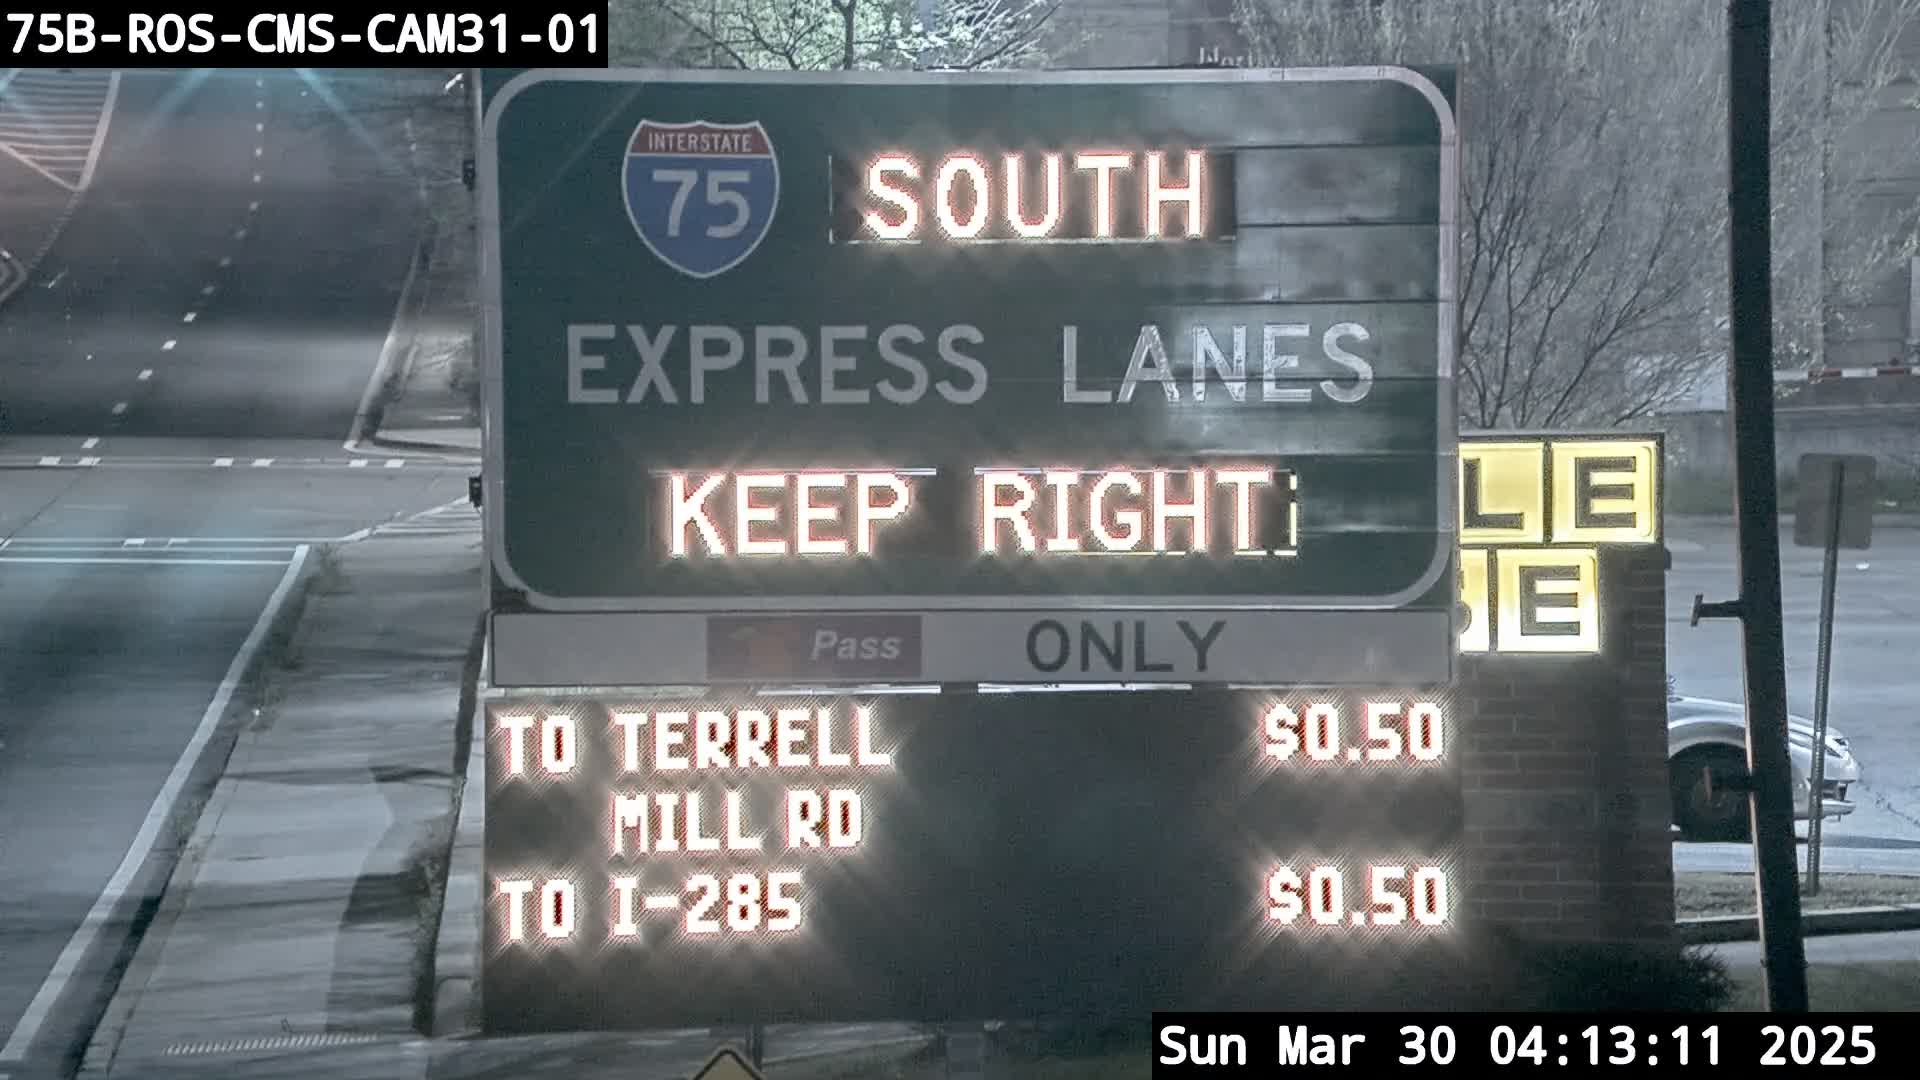 75B-ROS-CMS-CAM31-01
INTERSTATE
75
SOUTH
EXPRESS LANES
KEEP RIGHT
Pass ONLY
TO TERRELL $0.50
MILL RD
TO I-285 $0.50
LE
E
Sun Mar 30 04:13:11 2025